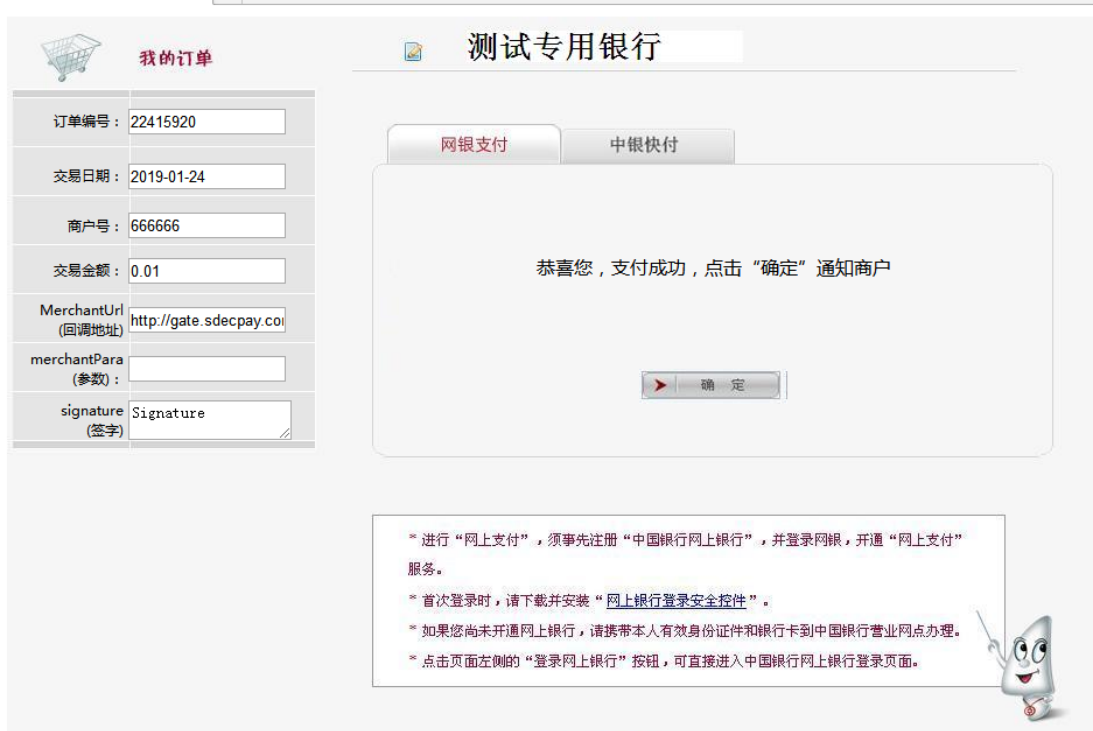 我的订单
测试专用银行
订单编号：22415920
交易日期：2019-01-24
商户号：666666
交易金额：0.01
MerchantUrl
(回调地址)
http://gate.sdecpay.co
merchantPara
(参数)：
signature
(签字)
Signature
网银支付
中银快付
恭喜您，支付成功，点击“确定”通知商户
确 定
* 进行“网上支付”，须事先注册“中国银行网上银行”，并登录网银，开通“网上支付”
服务。
* 首次登录时，请下载并安装“网上银行登录安全控件”。
* 如果您尚未开通网上银行，请携带本人有效身份证件和银行卡到中国银行营业网点办理。
* 点击页面左侧的“登录网上银行”按钮，可直接进入中国银行网上银行登录页面。